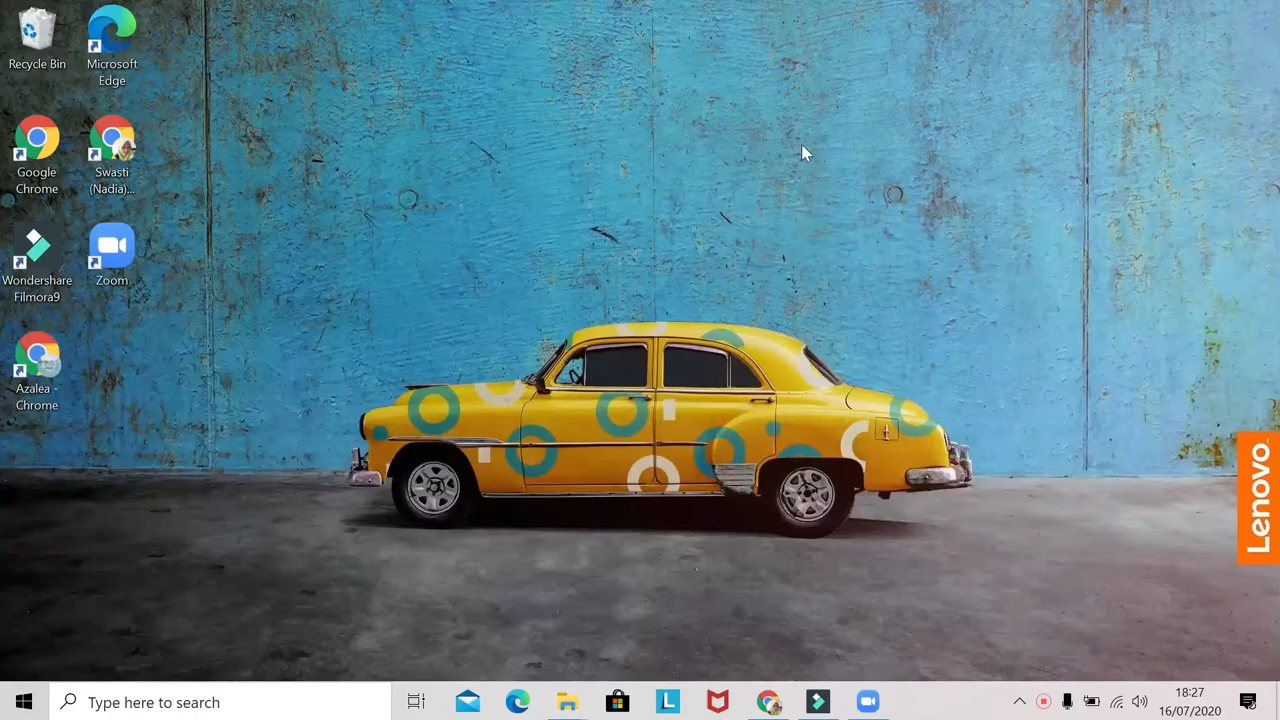 Recycle Bin
Microsoft
Edge
Google
Chrome
Swasti
(Nadia)...
Wondershare
Filmora9
Zoom
Azalea -
Chrome
Lenovo
Type here to search
L
18:27
16/07/2020